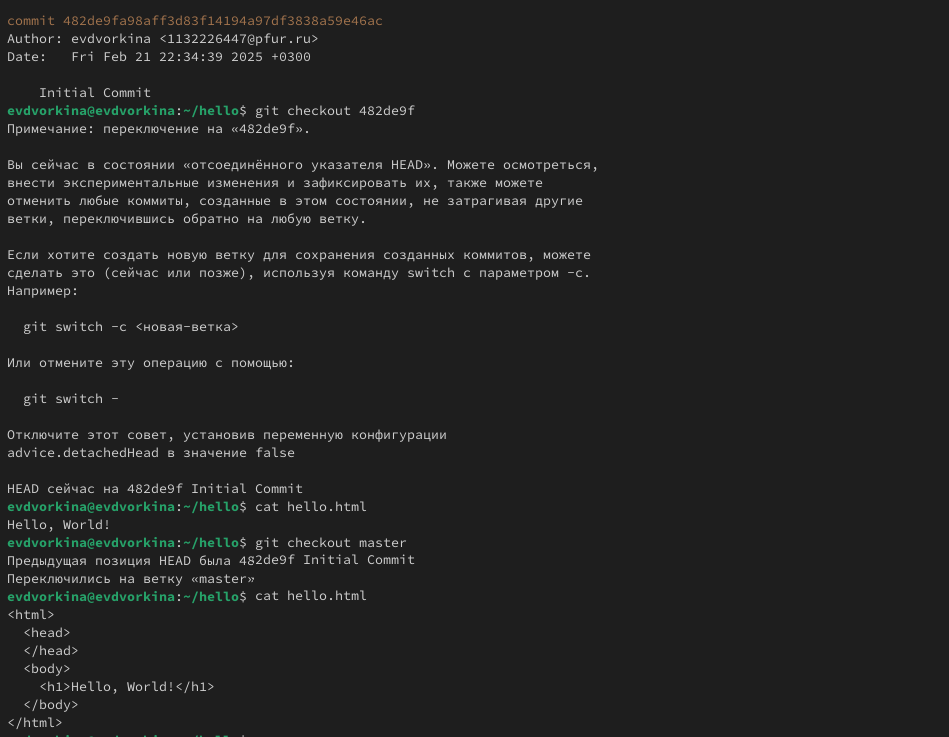 commit 482de9fa98aff3d83f14194a97df3838a59e46ac
Author: evdvorkina <1132226447@pfur.ru>
Date:   Fri Feb 21 22:34:39 2025 +0300
    Initial Commit
evdvorkina@evdvorkina:~/hello$ git checkout 482de9f
Примечание: переключение на «482de9f».
Вы сейчас в состоянии «отсоединённого указателя HEAD». Можете осмотреться,
внести экспериментальные изменения и зафиксировать их, также можете
отменить любые коммиты, созданные в этом состоянии, не затрагивая другие
ветки, переключившись обратно на любую ветку.
Если хотите создать новую ветку для сохранения созданных коммитов, можете
сделать это (сейчас или позже), используя команду switch с параметром -c.
Например:
  git switch -c <новая-ветка>
Или отмените эту операцию с помощью:
  git switch -
Отключите этот совет, установив переменную конфигурации
advice.detachedHead в значение false
HEAD сейчас на 482de9f Initial Commit
evdvorkina@evdvorkina:~/hello$ cat hello.html
Hello, World!
evdvorkina@evdvorkina:~/hello$ git checkout master
Предыдущая позиция HEAD была 482de9f Initial Commit
Переключились на ветку «master»
evdvorkina@evdvorkina:~/hello$ cat hello.html
<html>
  <head>
  </head>
  <body>
    <h1>Hello, World!</h1>
  </body>
</html>